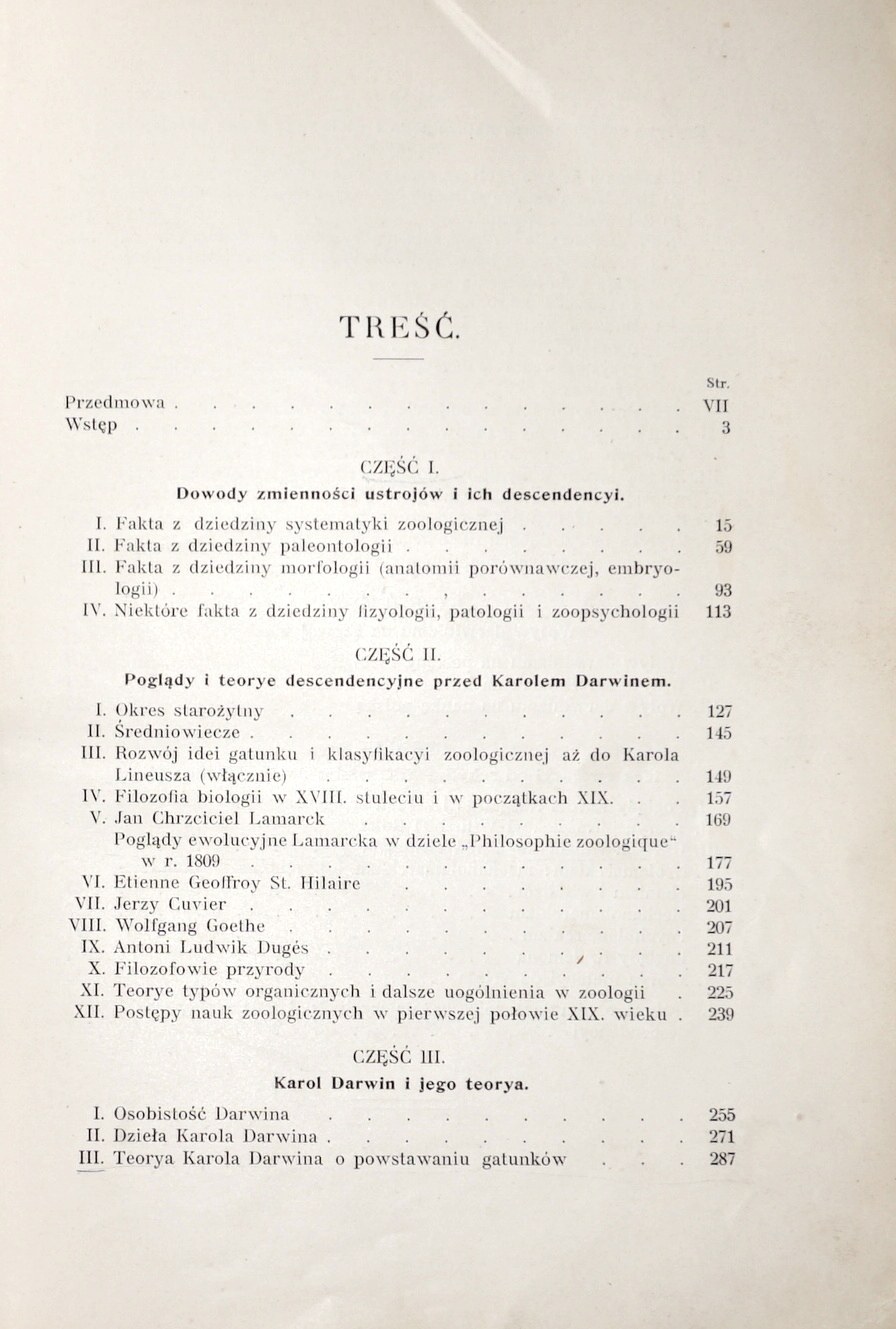 TREŚĆ.
Str.
Przedmowa . . . . . . . . . . . . . . VII
Wstęp . . . . . . . . . . . . . . . 3
CZĘŚĆ I.
Dowody zmienności ustrojów i ich descendencyi.
I. Fakta z dziedziny systematyki zoologicznej . . . . . 15
II. Fakta z dziedziny paleontologii . . . . . . . . 59
III. Fakta z dziedziny morfologii (anatomii porównawczej, embryo-
logii) . . . . . . . , . . . . . . 93
IV. Niektóre fakta z dziedziny fizyologii, patologii i zoopsychologii 113
CZĘŚĆ II.
Poglądy i teorye descendencyjne przed Karolem Darwinem.
I. Okres starożytny . . . . . . . . . . . 127
II. Średniowiecze . . . . . . . . . . . . 145
III. Rozwój idei gatunku i klasyfikacyi zoologicznej aż do Karola
Lineusza (włącznie) . . . . . . . . . . 149
IV. Filozofia biologii w XVIII. stuleciu i w początkach XIX. . . 157
V. Jan Chrzciciel Lamarck . . . . . . . . . 169
Poglądy ewolucyjne Lamarcka w dziele „Philosophie zoologique“
w r. 1809 . . . . . . . . . . . . 177
VI. Etienne Geoffroy St. Hilaire . . . . . . . . 195
VII. Jerzy Cuvier . . . . . . . . . . . . 201
VIII. Wolfgang Goethe . . . . . . . . . . . 207
IX. Antoni Ludwik Dugés . . . . . . . . . . 211
X. Filozofowie przyrody . . . . . . . . . . 217
XI. Teorye typów organicznych i dalsze uogólnienia w zoologii . 225
XII. Postępy nauk zoologicznych w pierwszej połowie XIX. wieku . 239
CZĘŚĆ III.
Karol Darwin i jego teorya.
I. Osobistość Darwina . . . . . . . . . . 255
II. Dzieła Karola Darwina . . . . . . . . . . 271
III. Teorya Karola Darwina o powstawaniu gatunków . . . 287